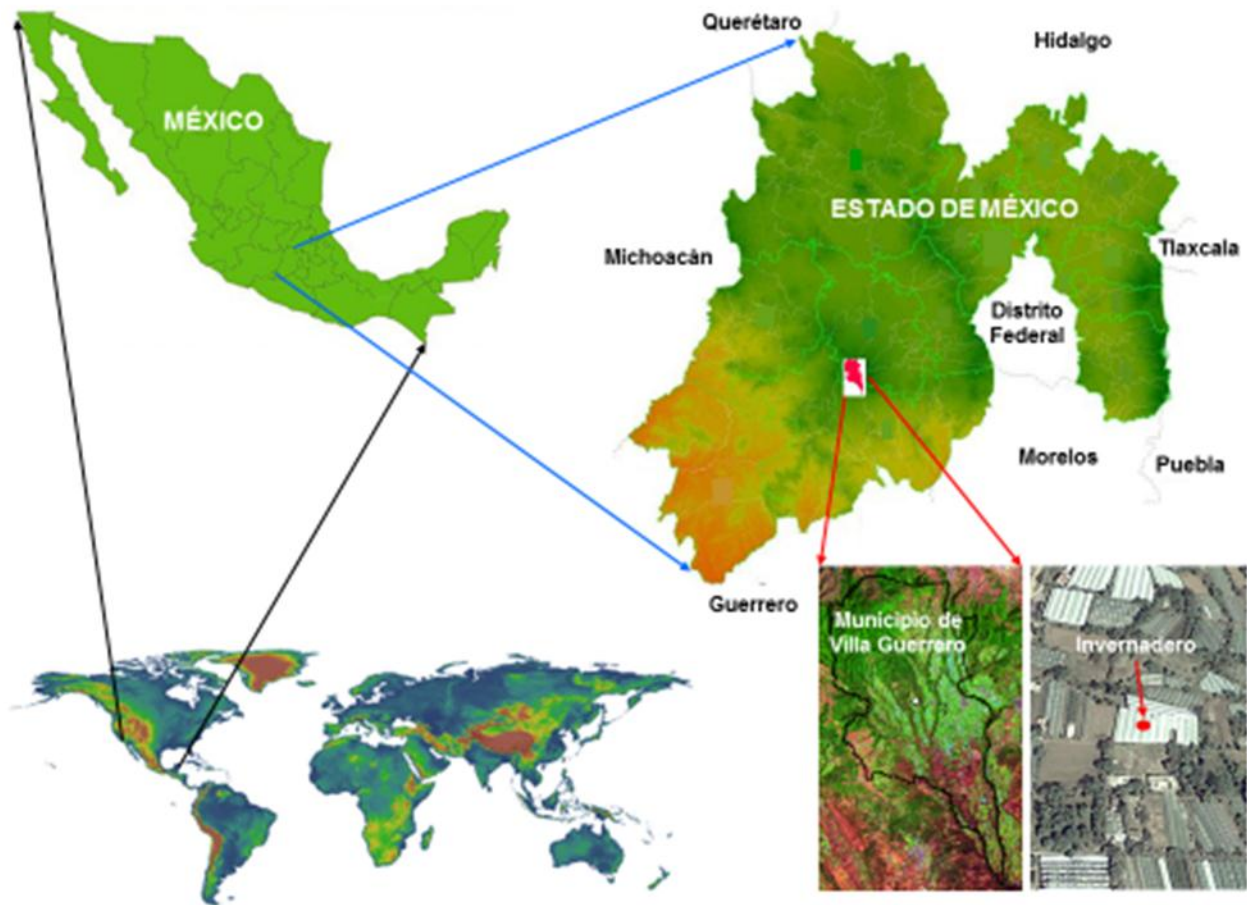 Querétaro
Hidalgo
MÉXICO
ESTADO DE MÉXICO
Michoacán
Tlaxcala
Distrito
Federal
Morelos
Puebla
Guerrero
Municipio de
Villa Guerrero
Invernadero